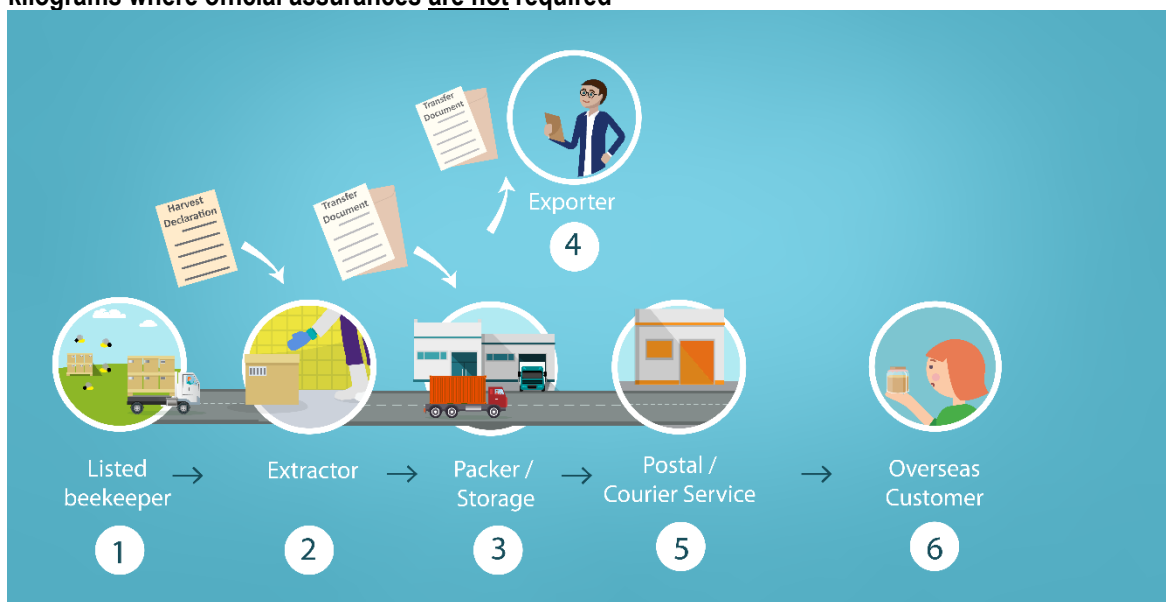 kilograms where official assurances are not required
Transfer
Document
Harvest
Declaration
Transfer
Document
Exporter
4
Listed
beekeeper
1
Extractor
2
Packer /
Storage
3
Postal /
Courier Service
5
Overseas
Customer
6